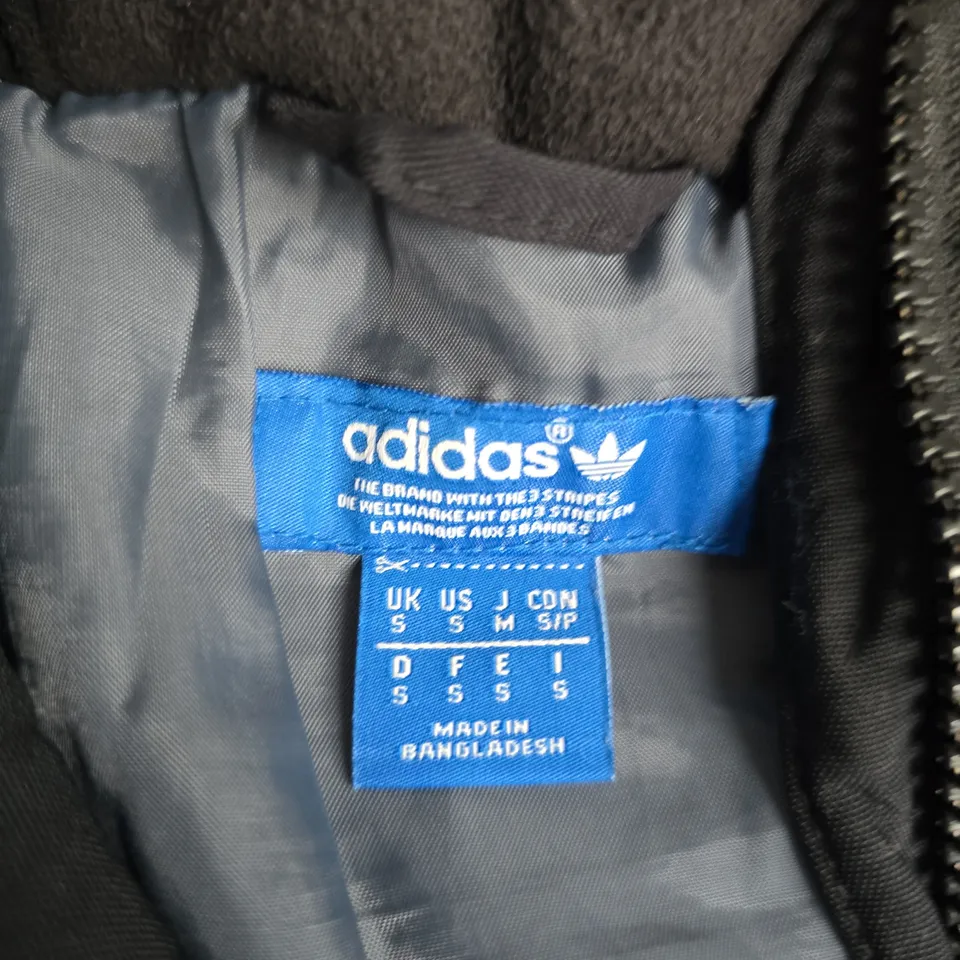 adidas®
THE BRAND WITH THE 3 STRIPES
DIE WELTMARKE MIT DEN 3 STREIFEN
LA MARQUE AUX 3 BANDES
UK US J CDN
S S M S/P
D F E I
S S S S
MADE IN
BANGLADESH